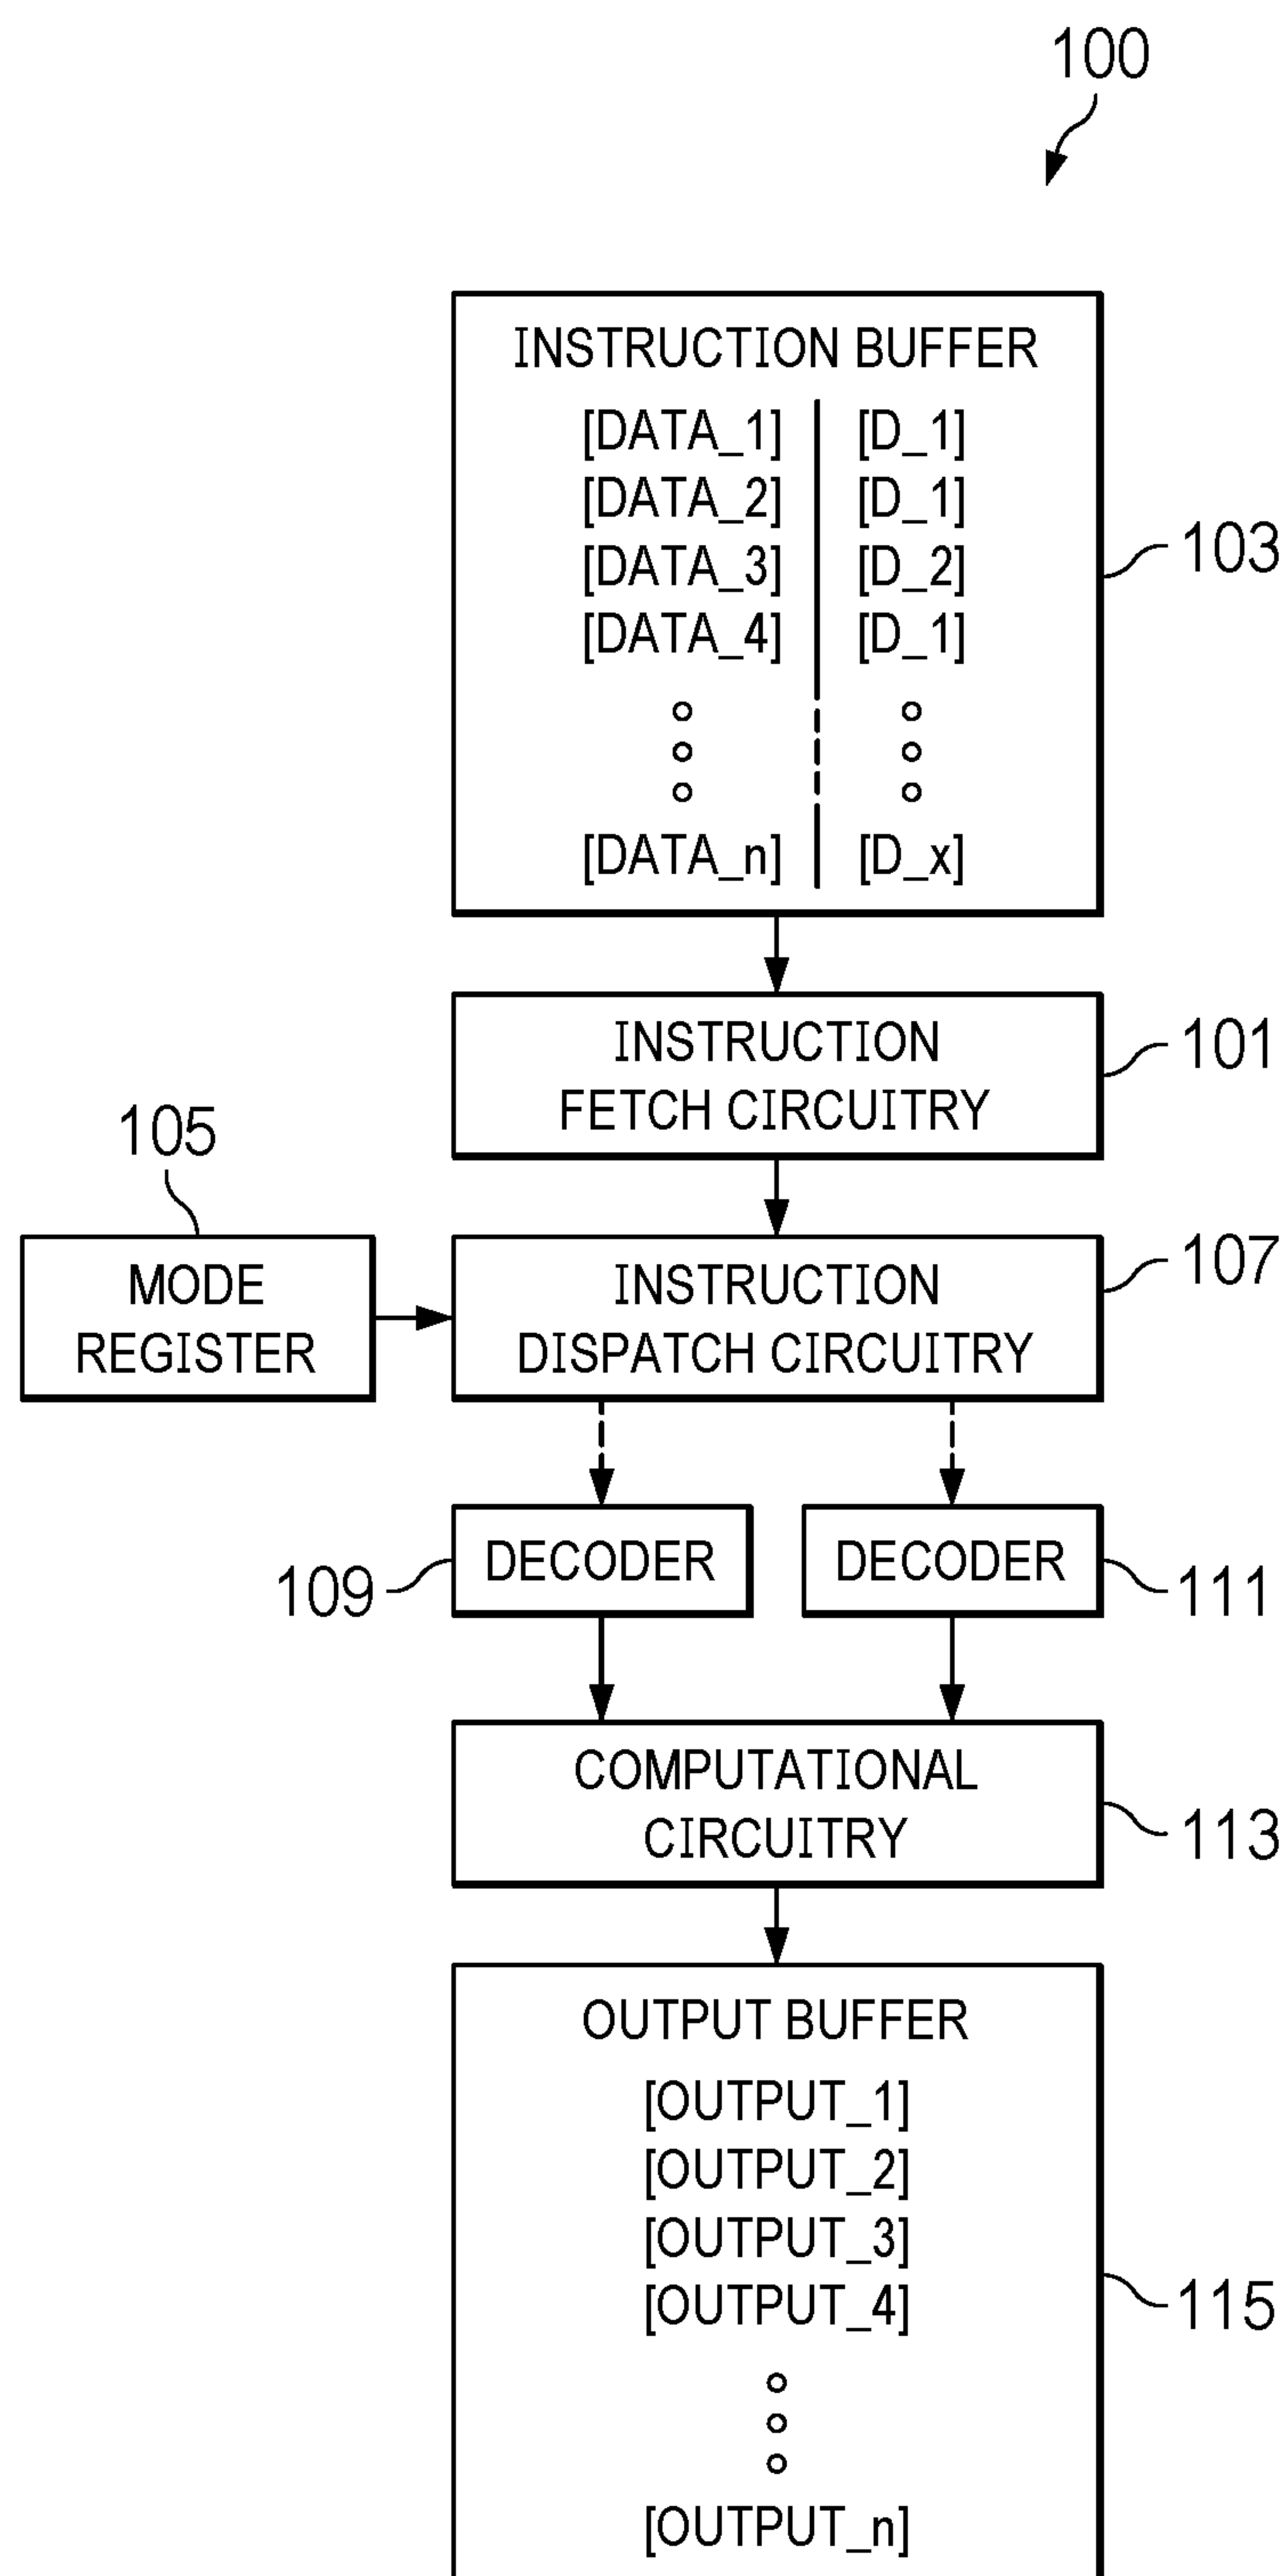 100
INSTRUCTION BUFFER
[DATA_1] [D_1]
[DATA_2] [D_1]
[DATA_3] [D_2]
[DATA_4] [D_1]
[DATA_n] [D_x]
103
INSTRUCTION
FETCH CIRCUITRY
101
105
MODE
REGISTER
INSTRUCTION
DISPATCH CIRCUITRY
107
DECODER
109
DECODER
111
COMPUTATIONAL
CIRCUITRY
113
OUTPUT BUFFER
[OUTPUT_1]
[OUTPUT_2]
[OUTPUT_3]
[OUTPUT_4]
[OUTPUT_n]
115